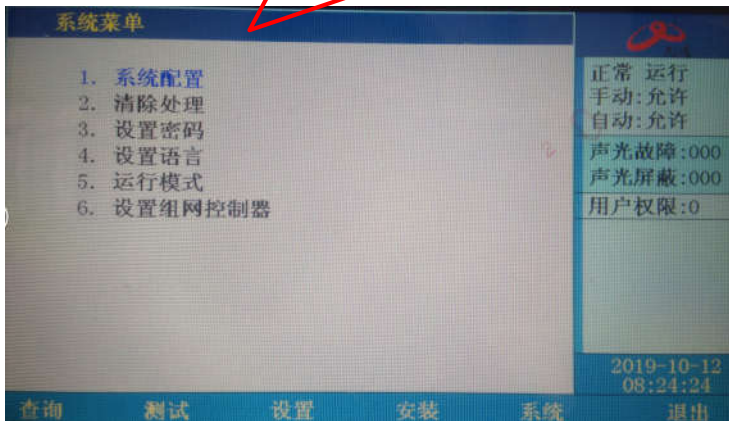 系统菜单
1. 系统配置
2. 清除处理
3. 设置密码
4. 设置语言
5. 运行模式
6. 设置组网控制器
正常 运行
手动:允许
自动:允许
声光故障:000
声光屏蔽:000
用户权限:0
2019-10-12
08:24:24
查询 测试 设置 安装 系统 退出